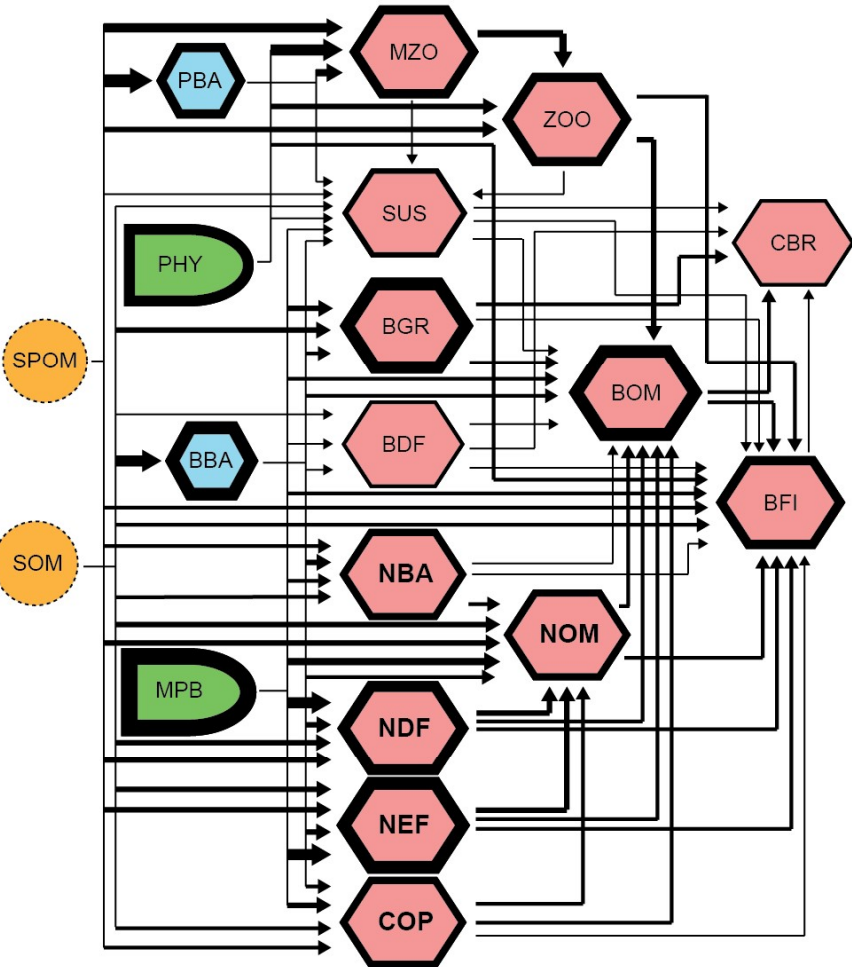 MZO
PBA
ZOO
SUS
CBR
PHY
BGR
SPOM
BOM
BDF
BBA
BFI
SOM
NBA
NOM
MPB
NDF
NEF
COP